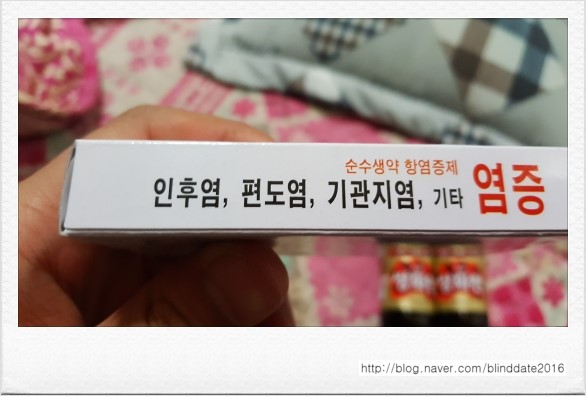 순수생약 항염증제
인후염, 편도염, 기관지염, 기타 염증
http://blog.naver.com/blinddate2016